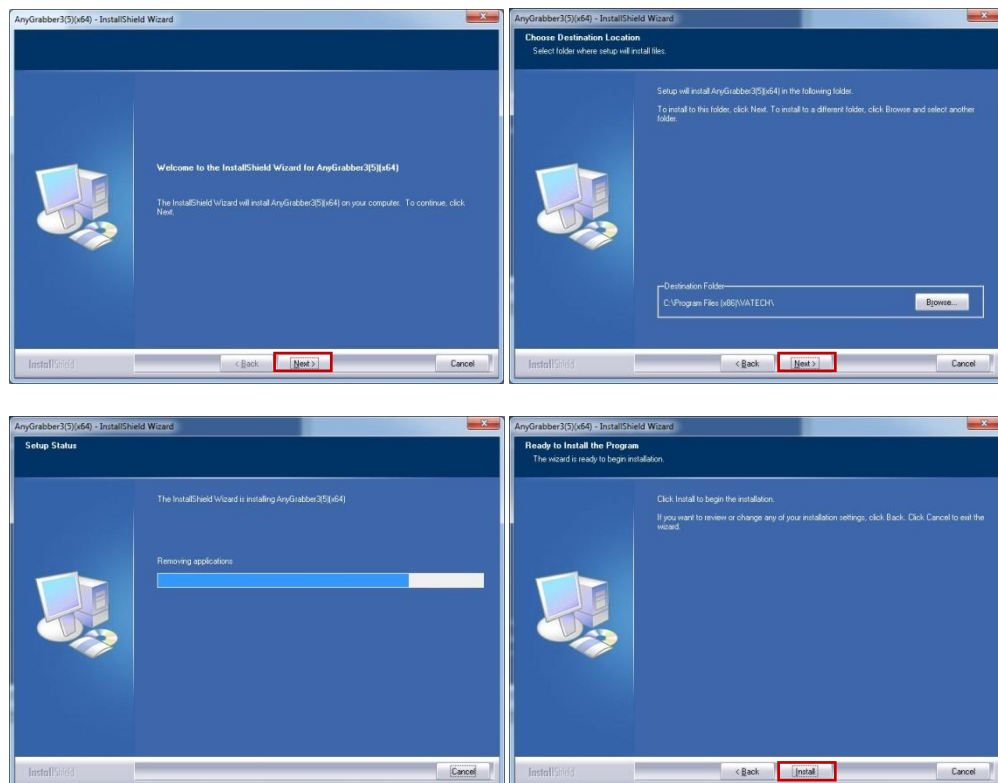 AnyGrabber3(5)(x64) - InstallShield Wizard
Welcome to the InstallShield Wizard for AnyGrabber3(5)(x64)
The InstallShield Wizard will install AnyGrabber3(5)(x64) on your computer. To continue, click
Next.
InstallShield
< Back
Next >
Cancel
AnyGrabber3(5)(x64) - InstallShield Wizard
Choose Destination Location
Select folder where setup will install files.
Setup will install AnyGrabber3(5)(x64) in the following folder.
To install to this folder, click Next. To install to a different folder, click Browse and select another
folder.
Destination Folder
C:\Program Files (x86)\VATECH\
Browse...
InstallShield
< Back
Next >
Cancel
AnyGrabber3(5)(x64) - InstallShield Wizard
Setup Status
The InstallShield Wizard is installing AnyGrabber3(5)(x64)
Removing applications
InstallShield
Cancel
AnyGrabber3(5)(x64) - InstallShield Wizard
Ready to Install the Program
The wizard is ready to begin installation.
Click Install to begin the installation.
If you want to review or change any of your installation settings, click Back. Click Cancel to exit the
wizard.
InstallShield
< Back
Install
Cancel